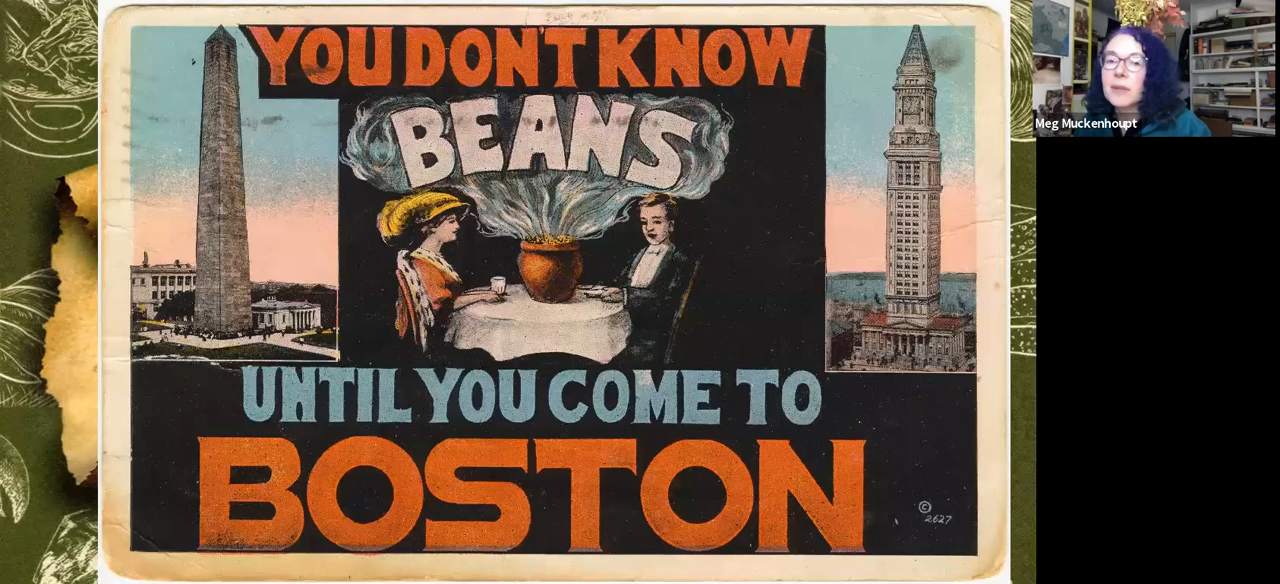 YOU DON'T KNOW
BEANS
UNTIL YOU COME TO
BOSTON
© 2627
Meg Muckenhoupt